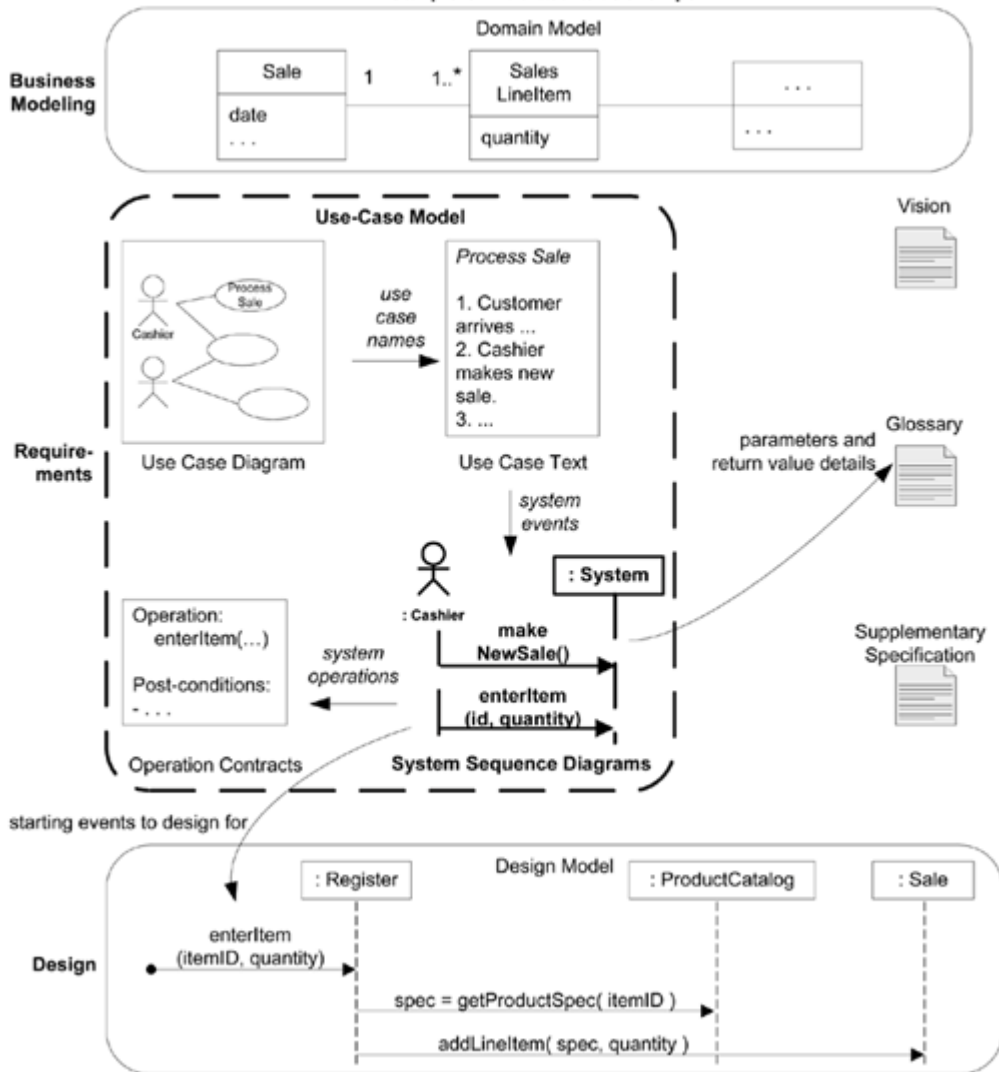 Domain Model
Business
Modeling
Sale
1
1..*
Sales
LineItem
. . .
date
. . .
quantity
. . .
Use-Case Model
Vision
Process
Sale
Cashier
use
case
names
Process Sale
1. Customer
arrives ...
2. Cashier
makes new
sale.
3. ...
Use Case Diagram
Use Case Text
Require-
ments
Glossary
parameters and
return value details
system
events
: Cashier
: System
make
NewSale()
enterItem
(id, quantity)
Operation:
enterItem(…)
Post-conditions:
- . . .
system
operations
Supplementary
Specification
Operation Contracts
System Sequence Diagrams
starting events to design for
Design Model
: Register
: ProductCatalog
: Sale
Design
enterItem
(itemID, quantity)
spec = getProductSpec( itemID )
addLineItem( spec, quantity )